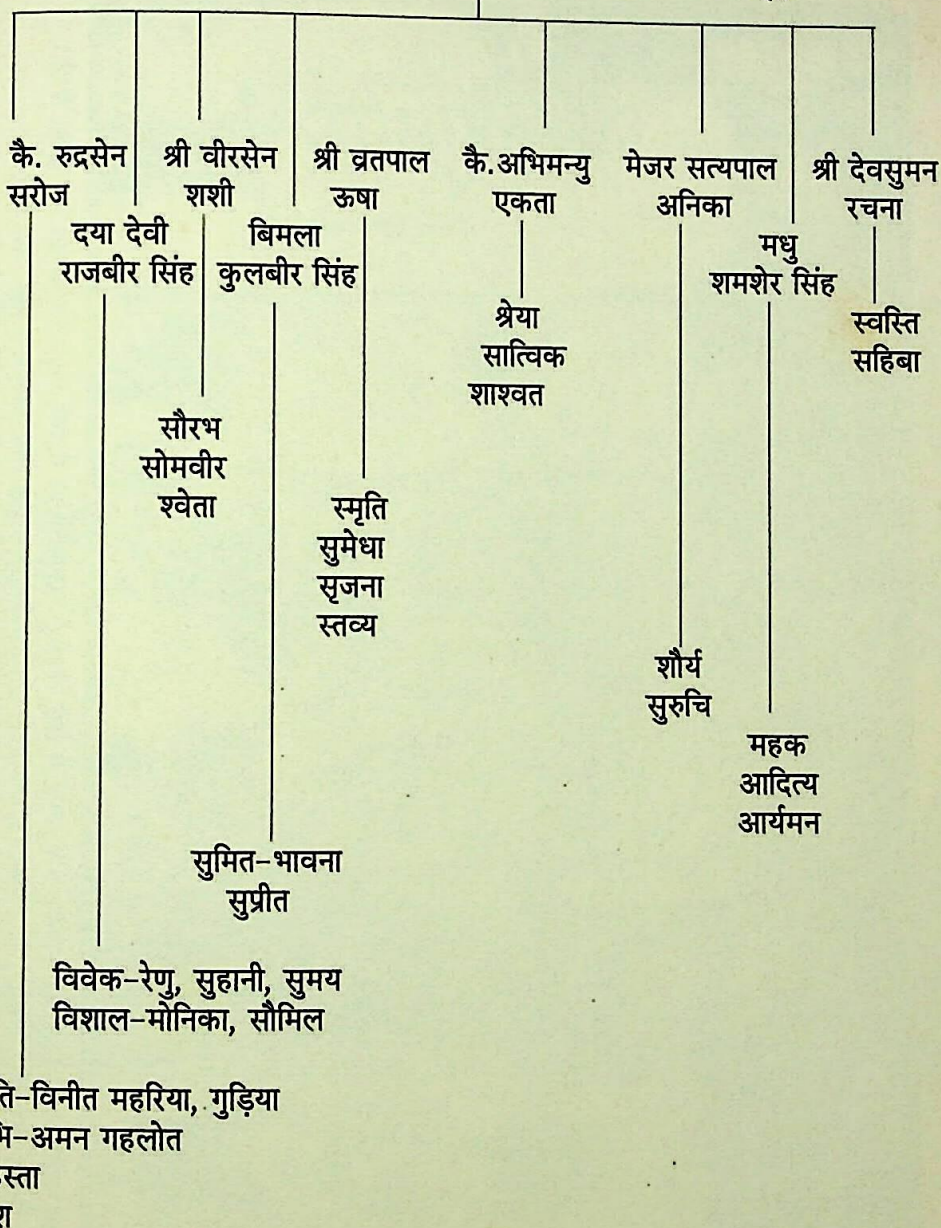 कै. रुद्रसेन
सरोज
दया देवी
राजबीर सिंह
श्री वीरसेन
शशी
बिमला
कुलबीर सिंह
श्री व्रतपाल
ऊषा
कै.अभिमन्यु
एकता
मेजर सत्यपाल
अनिका
मधु
शमशेर सिंह
श्री देवसुमन
रचना
श्रेया
सात्विक
शाश्वत
स्वस्ति
सहिबा
सौरभ
सोमवीर
श्वेता
स्मृति
सुमेधा
सृजना
स्तव्य
शौर्य
सुरुचि
महक
आदित्य
आर्यमन
सुमित-भावना
सुप्रीत
विवेक-रेणु, सुहानी, सुमय
विशाल-मोनिका, सौमिल
विनीत महरिया, गुड़िया
अमन गहलोत